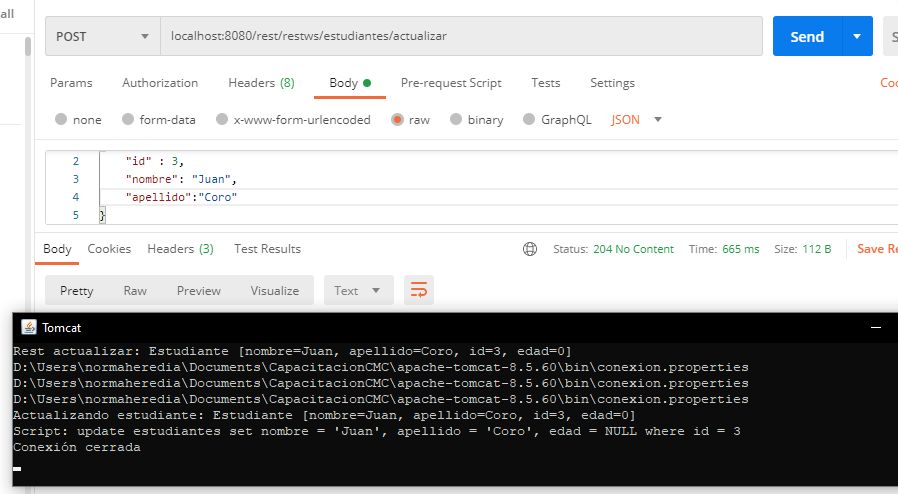 all
POST
localhost:8080/rest/restws/estudiantes/actualizar
Send
S
Params Authorization Headers (8) Body Pre-request Script Tests Settings Coo
none form-data x-www-form-urlencoded raw binary GraphQL JSON
2 "id" : 3,
3 "nombre": "Juan",
4 "apellido":"Coro"
5 }
Body Cookies Headers (3) Test Results Status: 204 No Content Time: 665 ms Size: 112 B Save Re
Pretty Raw Preview Visualize Text
Tomcat
Rest actualizar: Estudiante [nombre=Juan, apellido=Coro, id=3, edad=0]
D:\Users\normaheredia\Documents\CapacitacionCMC\apache-tomcat-8.5.60\bin\conexion.properties
D:\Users\normaheredia\Documents\CapacitacionCMC\apache-tomcat-8.5.60\bin\conexion.properties
D:\Users\normaheredia\Documents\CapacitacionCMC\apache-tomcat-8.5.60\bin\conexion.properties
Actualizando estudiante: Estudiante [nombre=Juan, apellido=Coro, id=3, edad=0]
Script: update estudiantes set nombre = 'Juan', apellido = 'Coro', edad = NULL where id = 3
Conexión cerrada